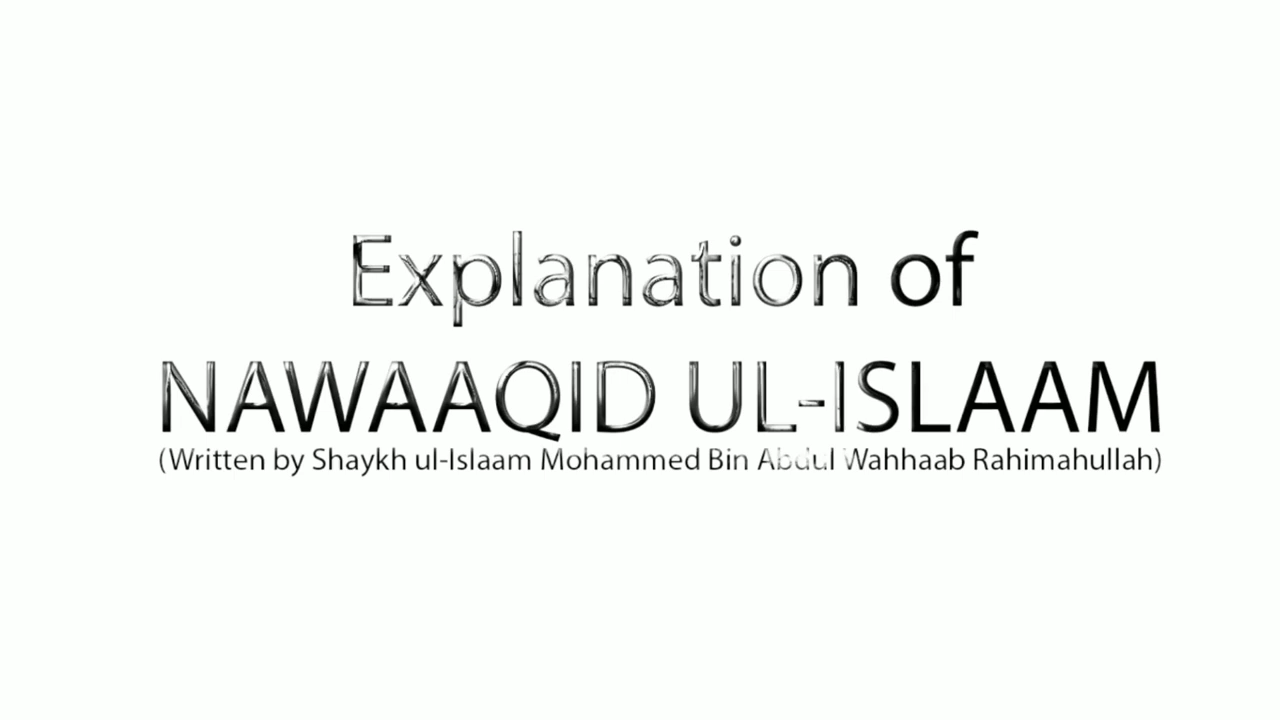 Explanation of
NAWAAQID UL-ISLAAM
(Written by Shaykh ul-Islaam Mohammed Bin Abdul Wahhaab Rahimahullah)